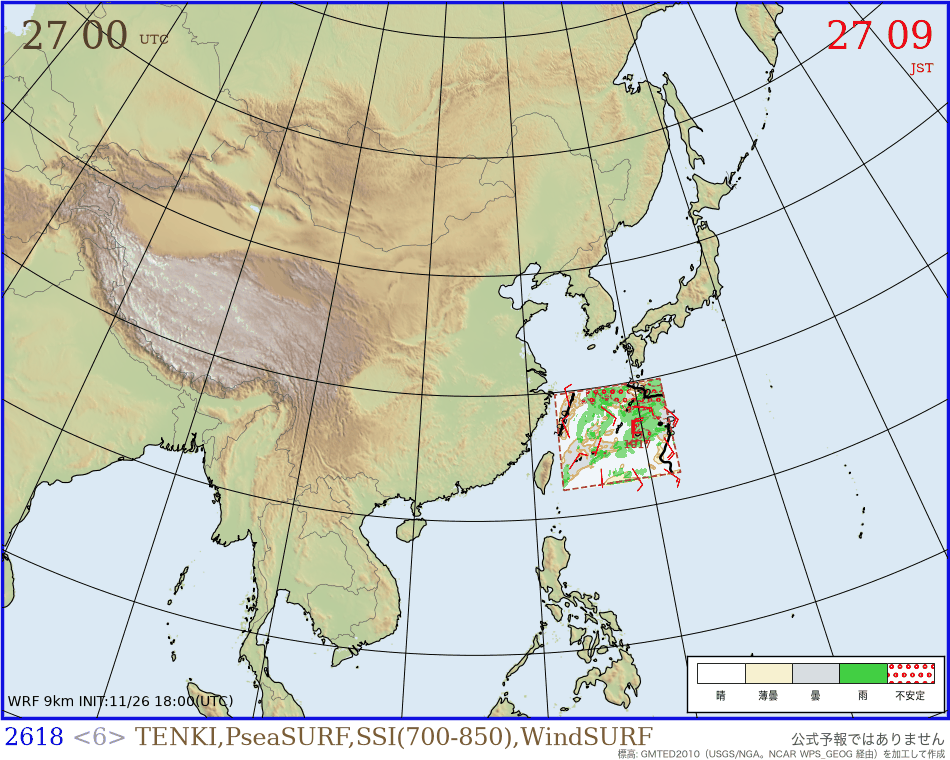 27 00 UTC
27 09
JST
晴 薄曇 曇 雨 不安定
WRF 9km INIT:11/26 18:00(UTC)
2618 <6> TENKI,PseaSURF,SSI(700-850),WindSURF
公式予報ではありません
標高: GMTED2010（USGS/NGA。NCAR WPS_GEOG 経由）を加工して作成